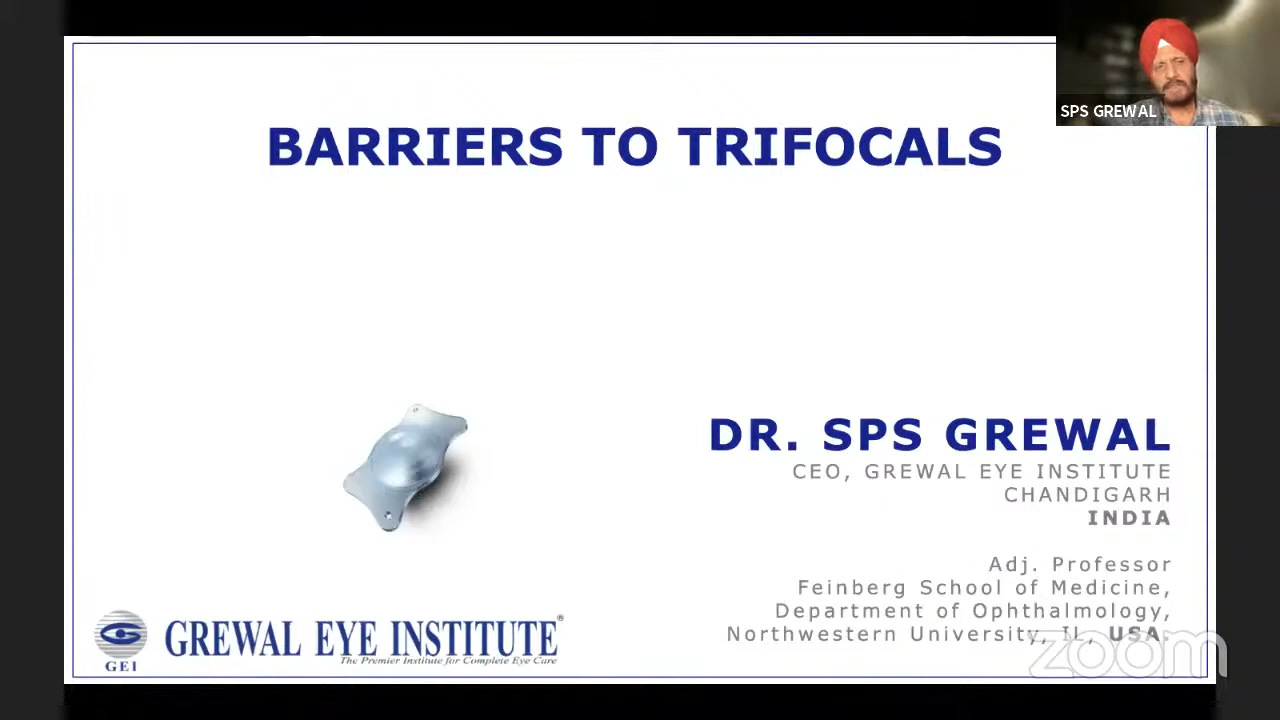 SPS GREWAL
BARRIERS TO TRIFOCALS
DR. SPS GREWAL
CEO, GREWAL EYE INSTITUTE
CHANDIGARH
INDIA
Adj. Professor
Feinberg School of Medicine,
Department of Ophthalmology,
Northwestern University, IL, USA.
GEI
GREWAL EYE INSTITUTE®
The Premier Institute for Complete Eye Care
zoom